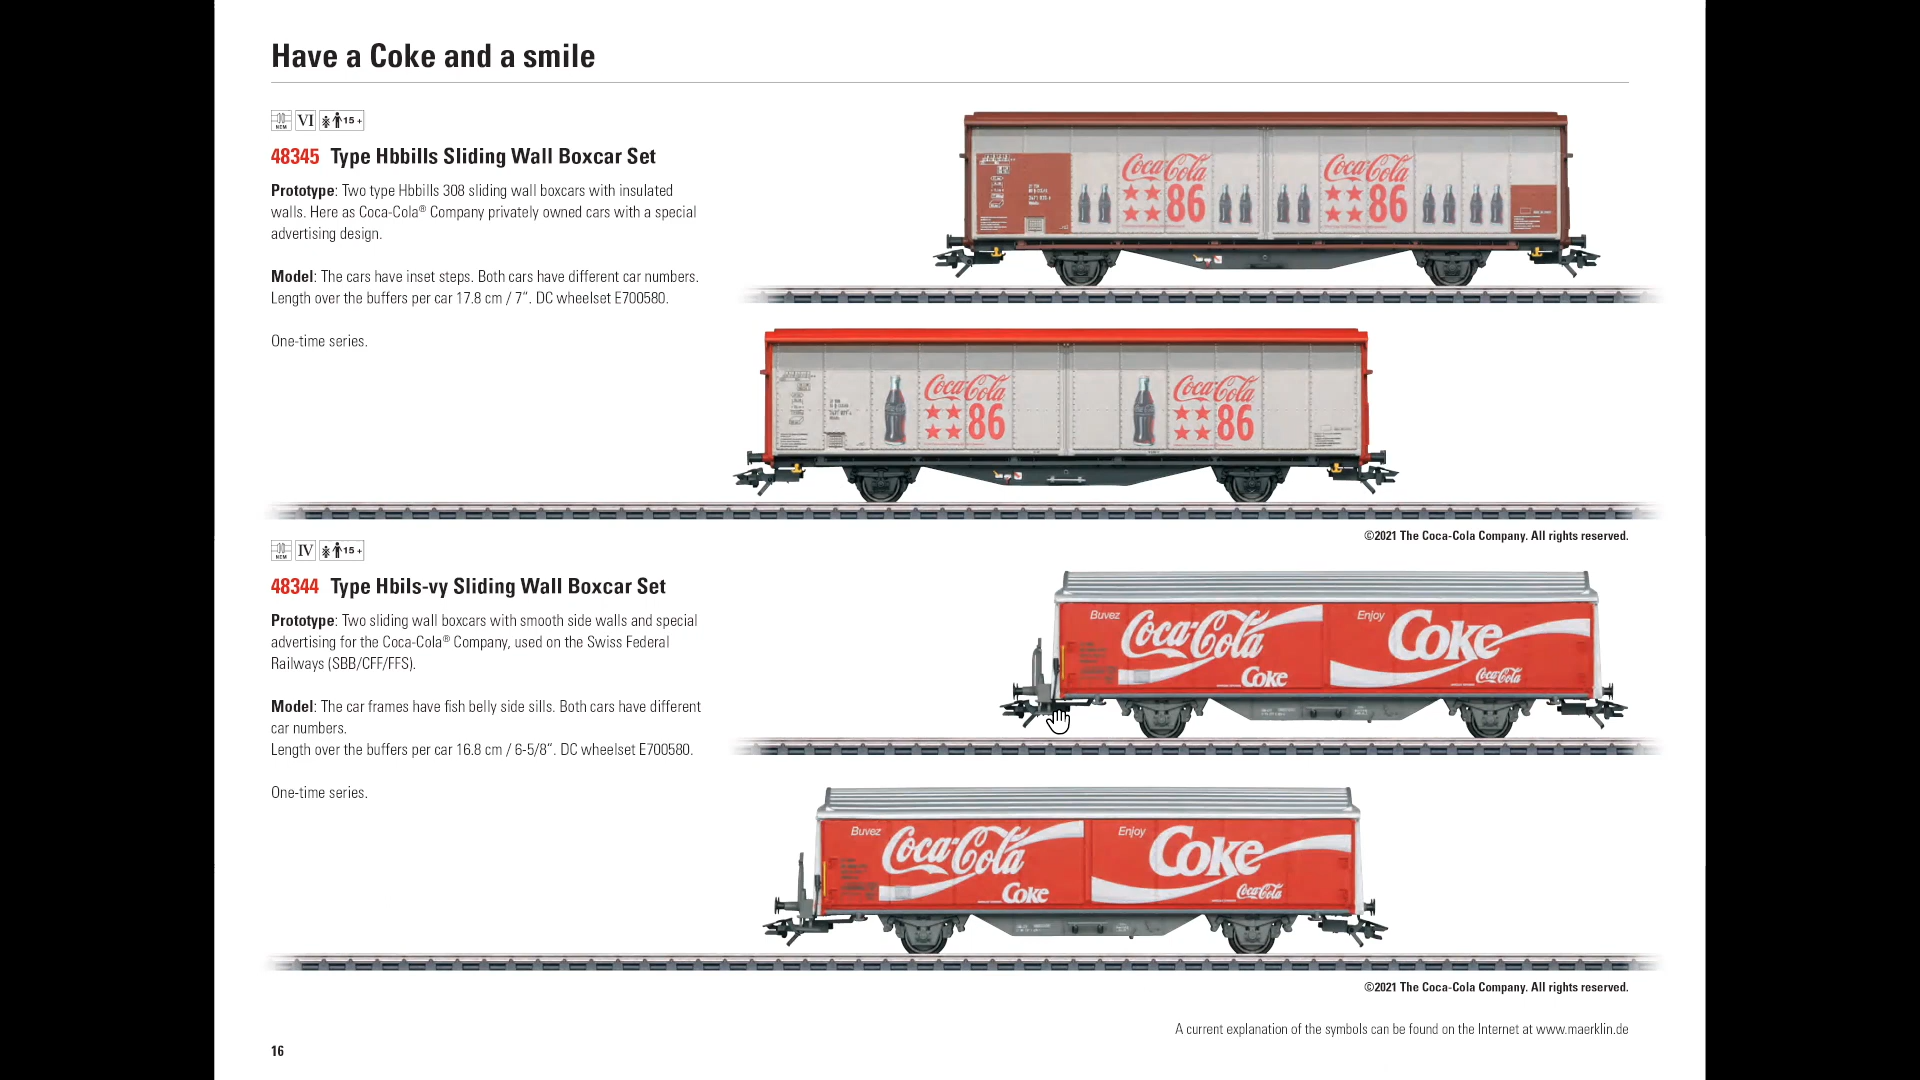 Have a Coke and a smile
NEM VI 15 +
48345 Type Hbbills Sliding Wall Boxcar Set
Prototype: Two type Hbbills 308 sliding wall boxcars with insulated
walls. Here as Coca-Cola® Company privately owned cars with a special
advertising design.
Model: The cars have inset steps. Both cars have different car numbers.
Length over the buffers per car 17.8 cm / 7“. DC wheelset E700580.
One-time series.
Coca-Cola
86
Coca-Cola
86
Coca-Cola
86
Coca-Cola
86
©2021 The Coca-Cola Company. All rights reserved.
NEM IV 15 +
48344 Type Hbils-vy Sliding Wall Boxcar Set
Prototype: Two sliding wall boxcars with smooth side walls and special
advertising for the Coca-Cola® Company, used on the Swiss Federal
Railways (SBB/CFF/FFS).
Model: The car frames have fish belly side sills. Both cars have different
car numbers.
Length over the buffers per car 16.8 cm / 6-5/8“. DC wheelset E700580.
One-time series.
Buvez
Coca-Cola
Coke
Enjoy
Coke
Coca-Cola
Buvez
Coca-Cola
Coke
Enjoy
Coke
Coca-Cola
©2021 The Coca-Cola Company. All rights reserved.
A current explanation of the symbols can be found on the Internet at www.maerklin.de
16